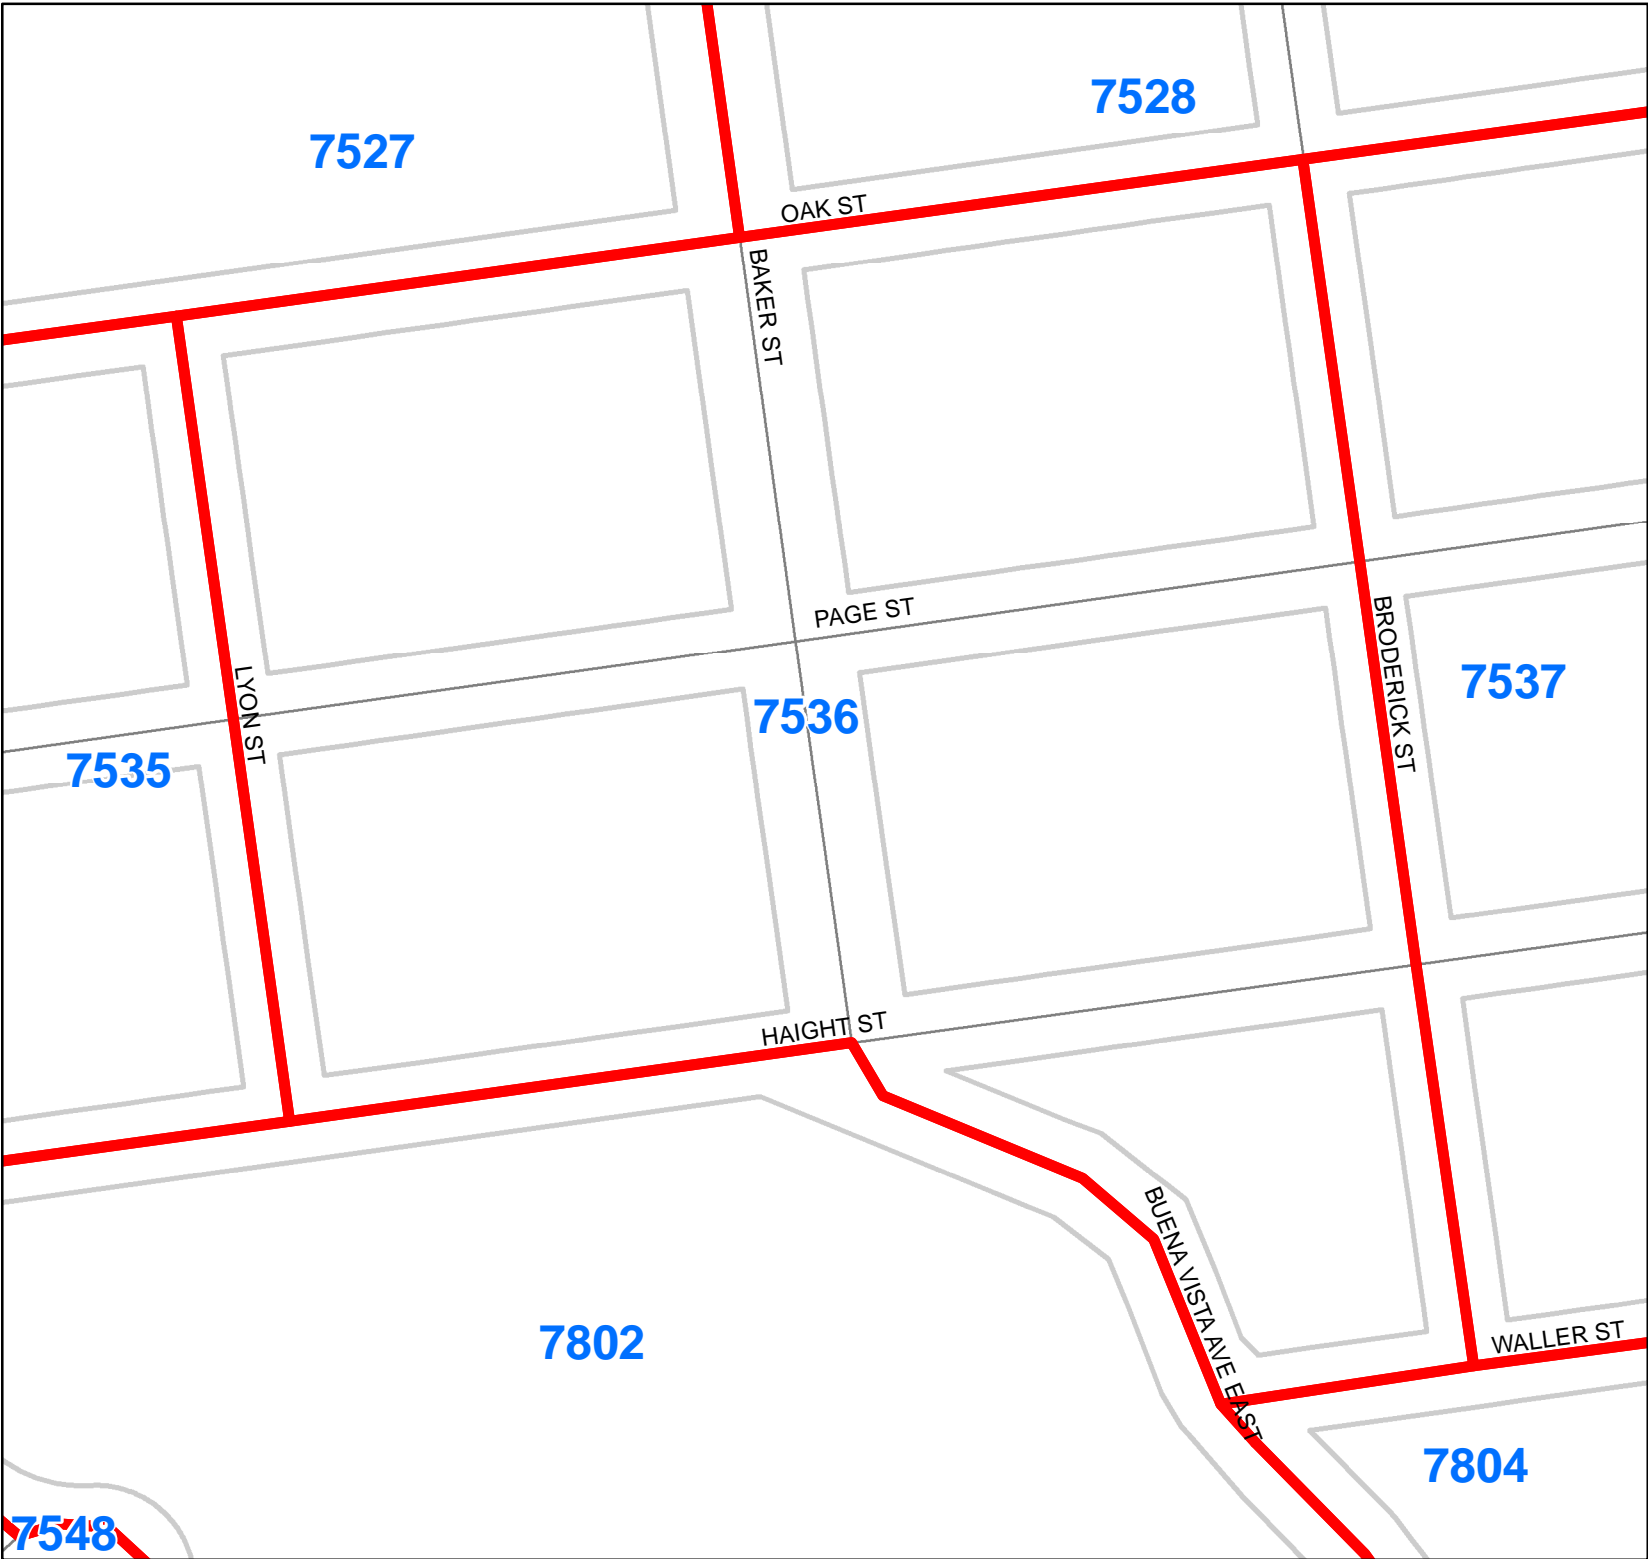 7528
7527
OAK ST
BAKER ST
PAGE ST
BRODERICK ST
LYON ST
7537
7536
7535
HAIGHT ST
BUENA VISTA AVE EAST
WALLER ST
7802
7804
7548